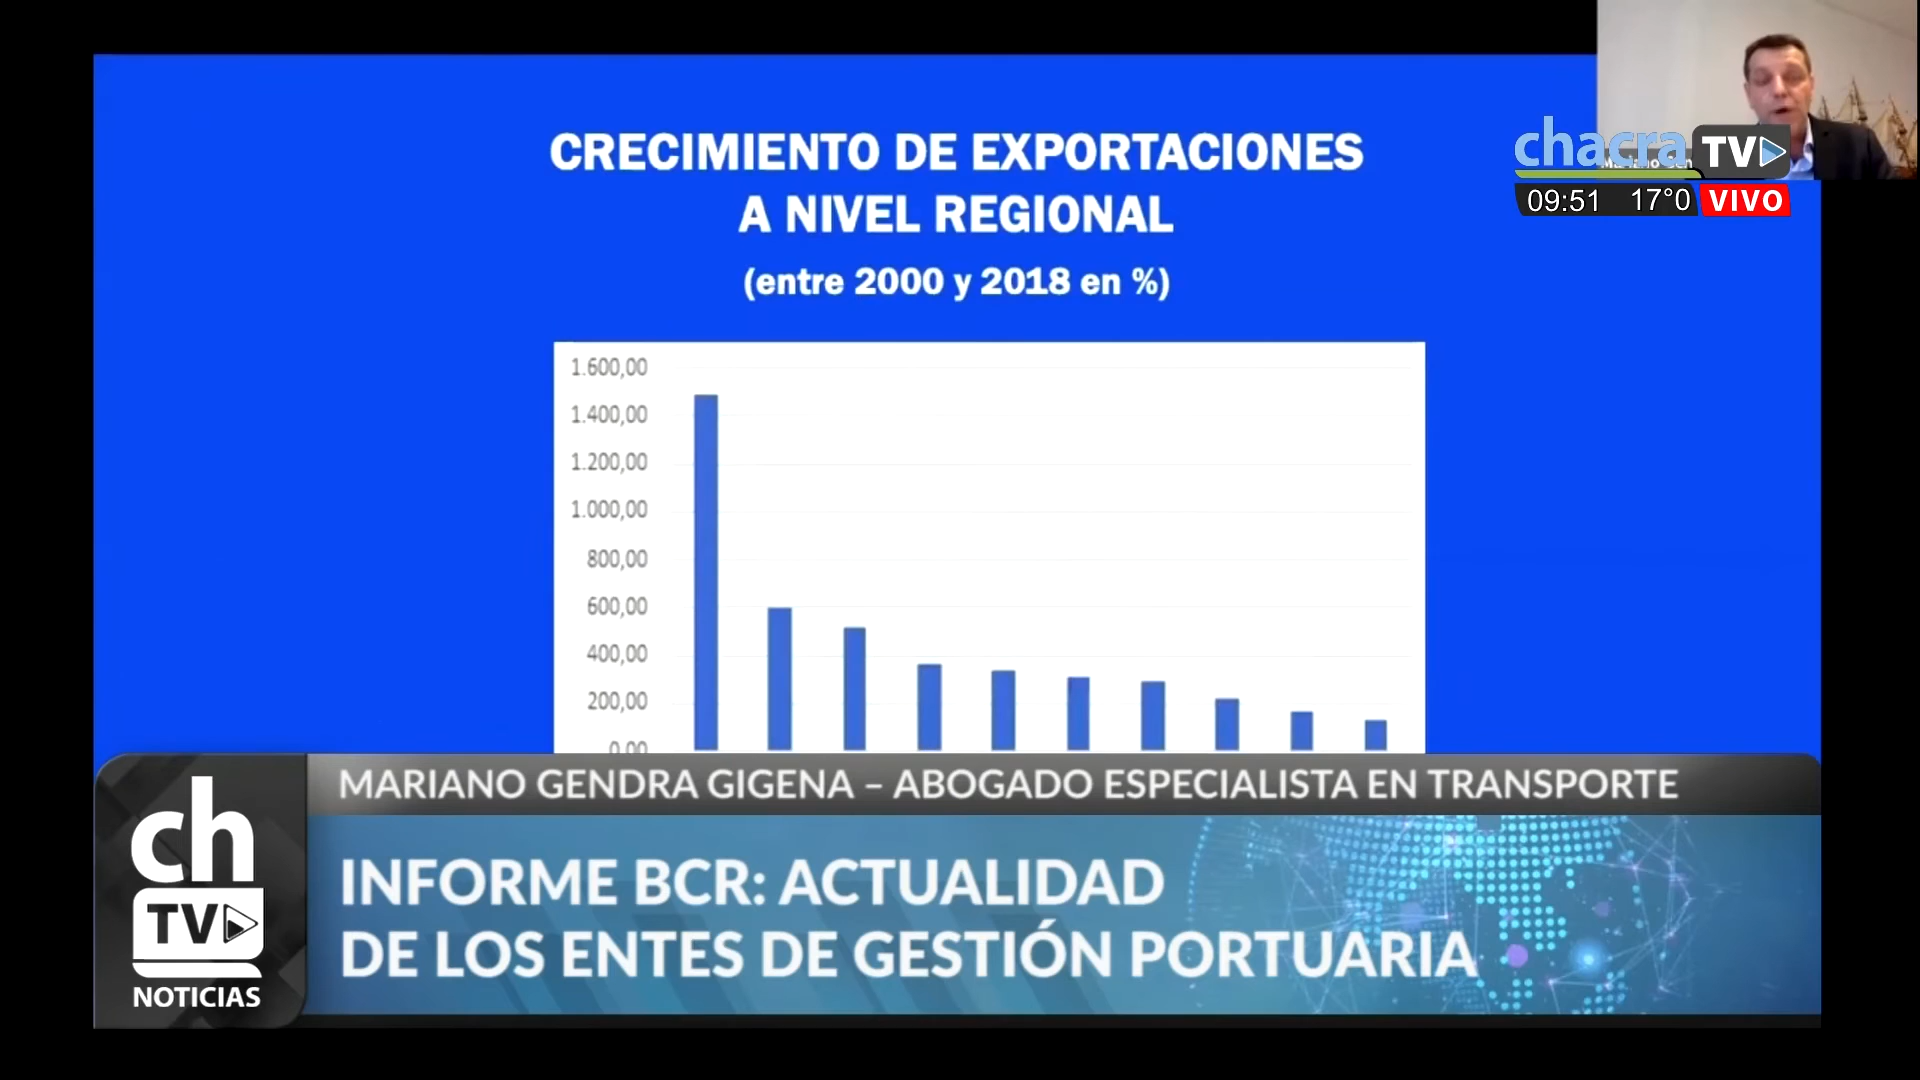 CRECIMIENTO DE EXPORTACIONES
A NIVEL REGIONAL
(entre 2000 y 2018 en %)
chacra TV
09:51 17°0 VIVO
1.600,00
1.400,00
1.200,00
1.000,00
800,00
600,00
400,00
200,00
0,00
MARIANO GENDRA GIGENA – ABOGADO ESPECIALISTA EN TRANSPORTE
INFORME BCR: ACTUALIDAD
DE LOS ENTES DE GESTIÓN PORTUARIA
ch
TV
NOTICIAS